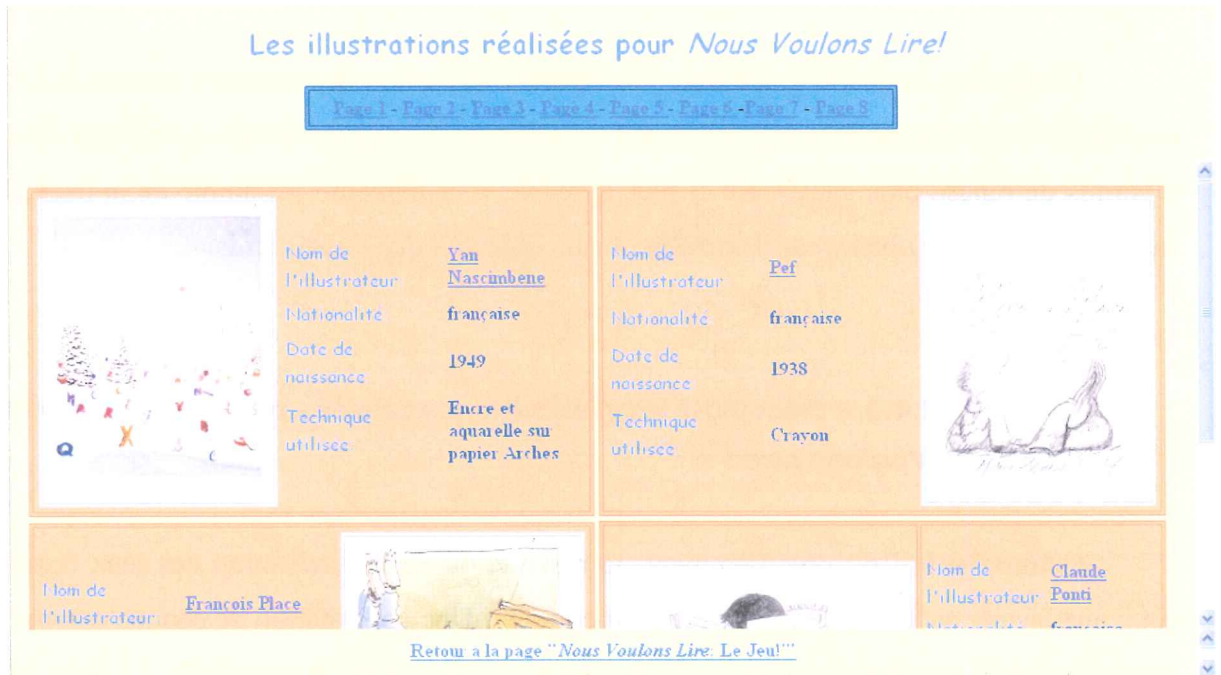 Les illustrations réalisées pour Nous Voulons Lire!
Page 1 - Page 2 - Page 3 - Page 4 - Page 5 - Page 6 -Page 7 - Page 8
Nom de
l'illustrateur
Yan
Nascimbene
Nationalité
française
Date de
naissance
1949
Technique
utilisée
Encre et
aquarelle sur
papier Arches
Nom de
l'illustrateur
Pef
Nationalité
française
Date de
naissance
1938
Technique
utilisée
Crayon
Nom de
l'illustrateur
François Place
Nom de
l'illustrateur
Claude
Ponti
Nationalité
française
Retour a la page "Nous Voulons Lire: Le Jeu!"'